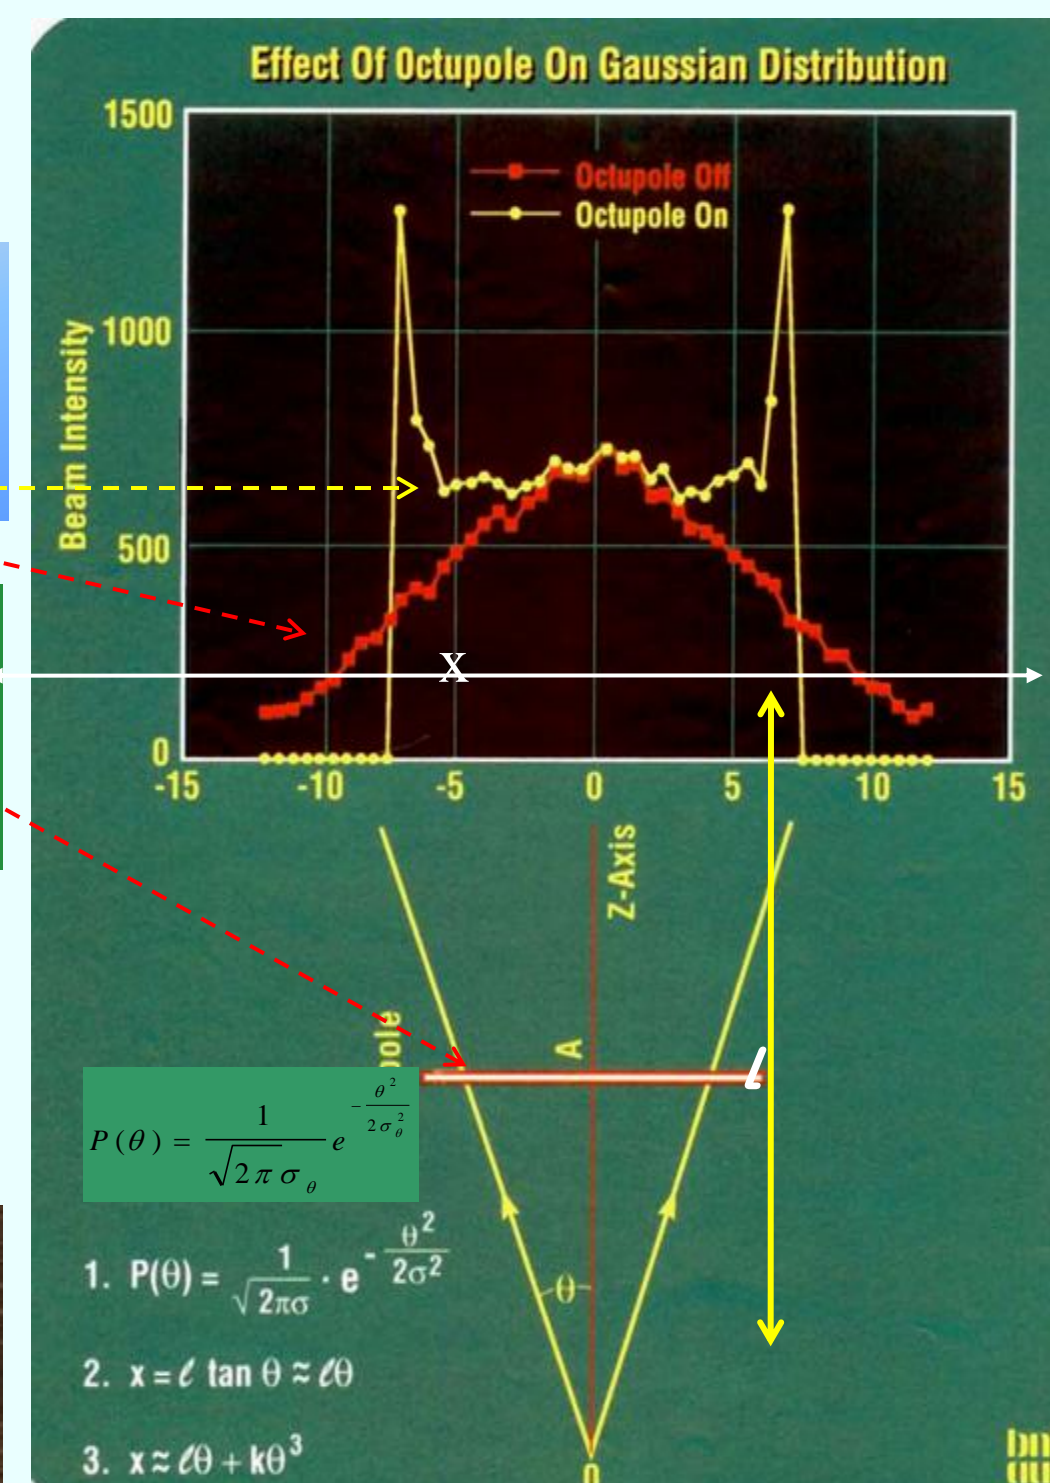 Effect Of Octupole On Gaussian Distribution
1500
Octupole Off
Octupole On
1000
Beam Intensity
500
X
0
-15 -10 -5 0 5 10 15
Z-Axis
A
ℓ
P(θ) = 1/(√2π σ_θ) e^(-θ²/2σ_θ²)
1. P(θ) = 1/√2πσ · e^(-θ²/2σ²)
θ
2. x = ℓ tan θ ≈ ℓθ
3. x ≈ ℓθ + kθ³
0